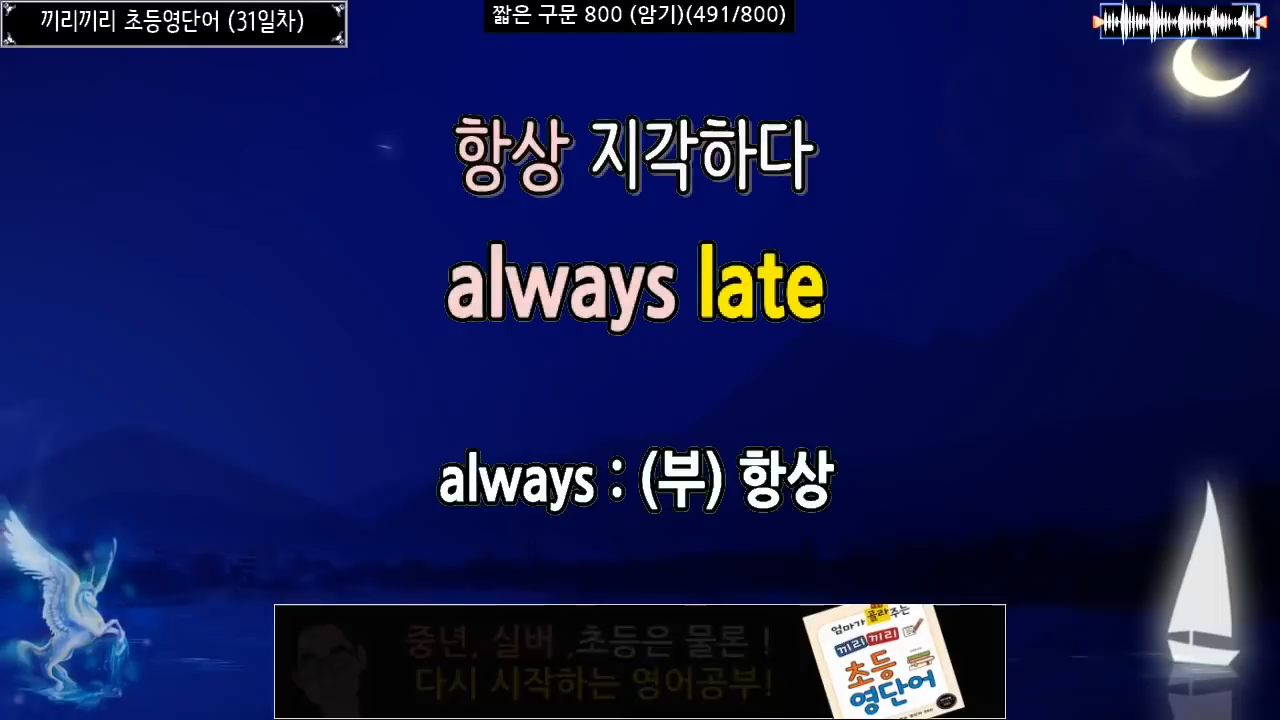 끼리끼리 초등영단어 (31일차)
짧은 구문 800 (암기)(491/800)
항상 지각하다
always late
always : (부) 항상
중년, 실버 ,초등은 물론 !
다시 시작하는 영어공부!
엄마가 골라주는
끼리끼리
초등
영단어